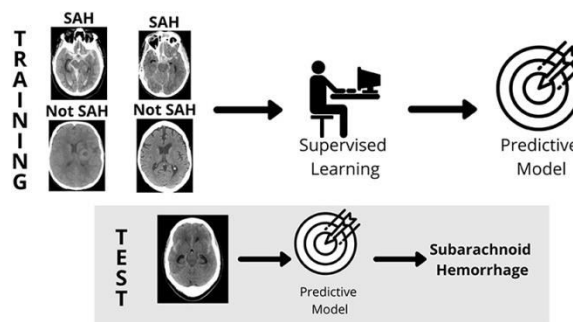 TRAINING
SAH
SAH
Not SAH
Not SAH
Supervised
Learning
Predictive
Model
TEST
Predictive
Model
Subarachnoid
Hemorrhage